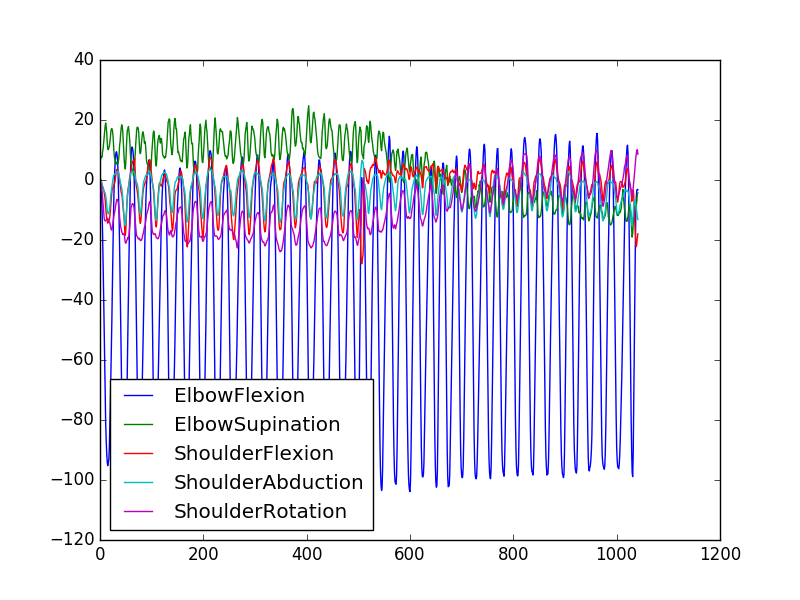 40
20
0
−20
−40
−60
−80
−100
−120
ElbowFlexion
ElbowSupination
ShoulderFlexion
ShoulderAbduction
ShoulderRotation
0 200 400 600 800 1000 1200